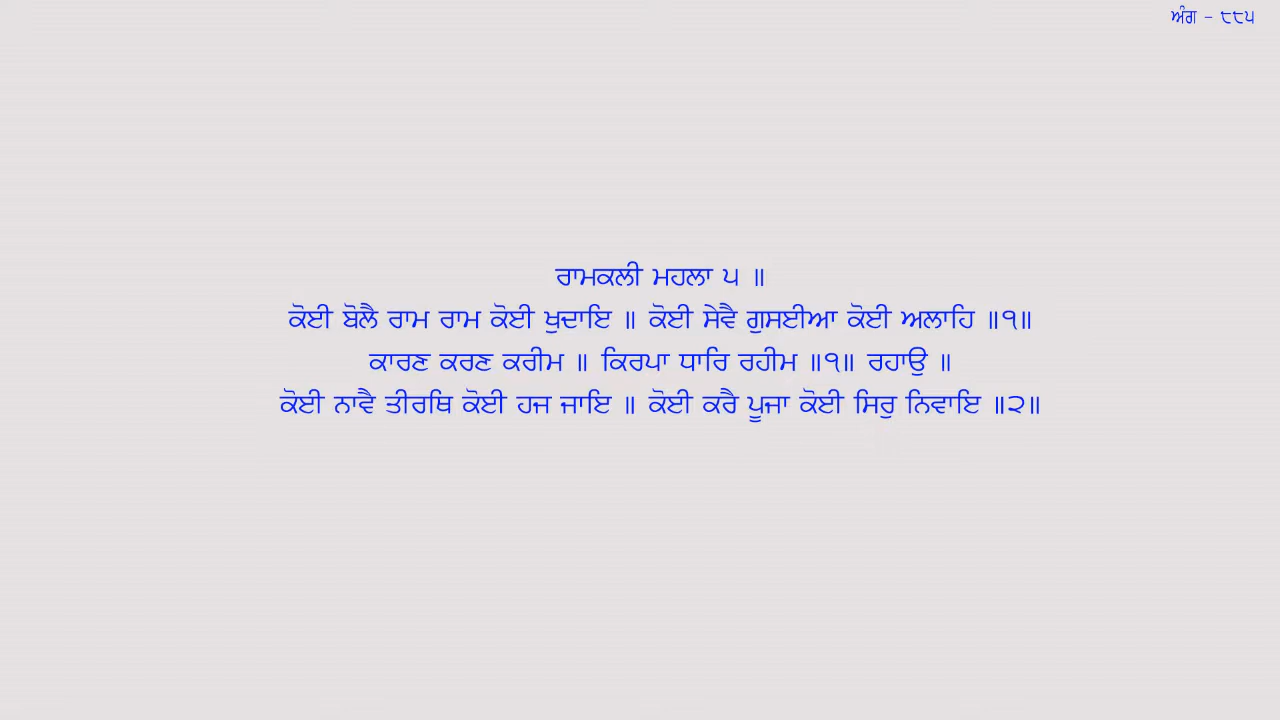 ਅੰਗ - ੮੮੫
ਰਾਮਕਲੀ ਮਹਲਾ ੫ ॥
ਕੋਈ ਬੋਲੈ ਰਾਮ ਰਾਮ ਕੋਈ ਖੁਦਾਇ ॥ ਕੋਈ ਸੇਵੈ ਗੁਸਈਆ ਕੋਈ ਅਲਾਹਿ ॥੧॥
ਕਾਰਣ ਕਰਣ ਕਰੀਮ ॥ ਕਿਰਪਾ ਧਾਰਿ ਰਹੀਮ ॥੧॥ ਰਹਾਉ ॥
ਕੋਈ ਨਾਵੈ ਤੀਰਥਿ ਕੋਈ ਹਜ ਜਾਇ ॥ ਕੋਈ ਕਰੈ ਪੂਜਾ ਕੋਈ ਸਿਰੁ ਨਿਵਾਇ ॥੨॥